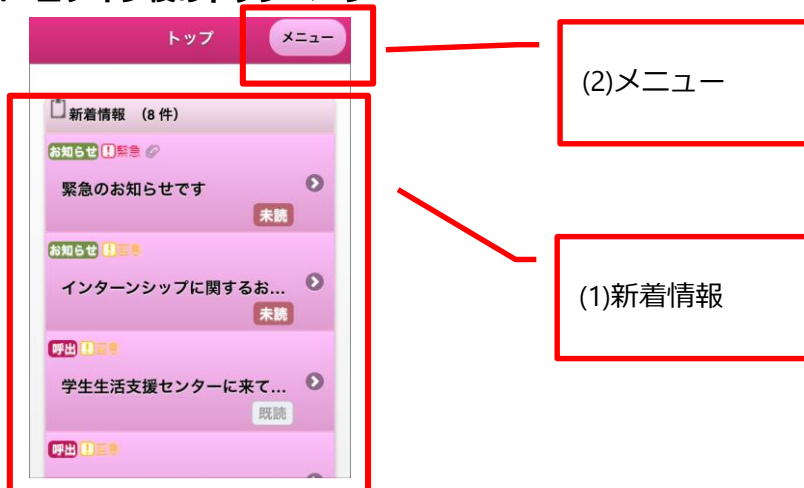 トップ
メニュー
(2)メニュー
新着情報 (8 件)
お知らせ 緊急
緊急のお知らせです
未読
お知らせ
インターンシップに関するお...
未読
(1)新着情報
呼出
学生生活支援センターに来て...
既読
呼出